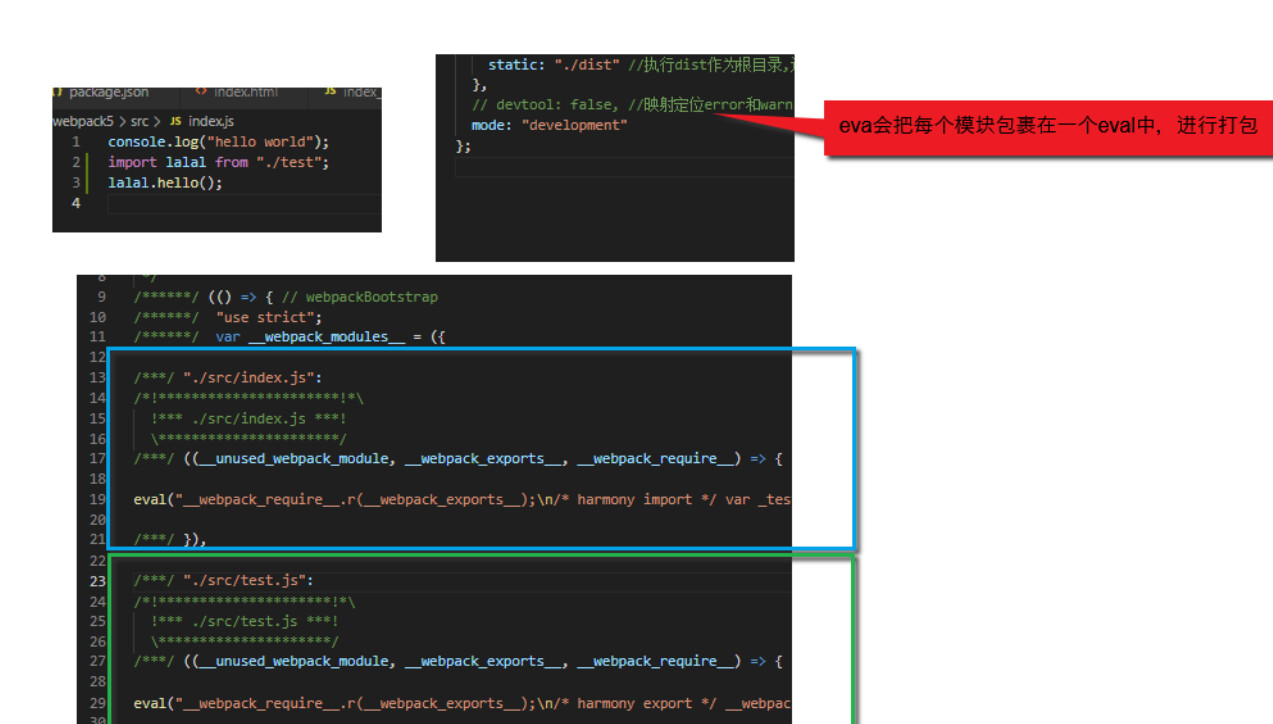 package.json index.html JS index_
webpack5 > src > JS index.js
1 console.log("hello world");
2 import lalal from "./test";
3 lalal.hello();
4
static: "./dist" //执行dist作为根目录,
},
// devtool: false, //映射定位error和warn
mode: "development"
};
eva会把每个模块包裹在一个eval中，进行打包
8 */
9 /******/ (() => { // webpackBootstrap
10 /******/ "use strict";
11 /******/ var __webpack_modules__ = ({
12
13 /***/ "./src/index.js":
14 /*!**********************!*\
15 !*** ./src/index.js ***!
16 \**********************/
17 /***/ ((__unused_webpack_module, __webpack_exports__, __webpack_require__) => {
18
19 eval("__webpack_require__.r(__webpack_exports__);\n/* harmony import */ var _tes
20
21 /***/ }),
22
23 /***/ "./src/test.js":
24 /*!*********************!*\
25 !*** ./src/test.js ***!
26 \*********************/
27 /***/ ((__unused_webpack_module, __webpack_exports__, __webpack_require__) => {
28
29 eval("__webpack_require__.r(__webpack_exports__);\n/* harmony export */ __webpac
30